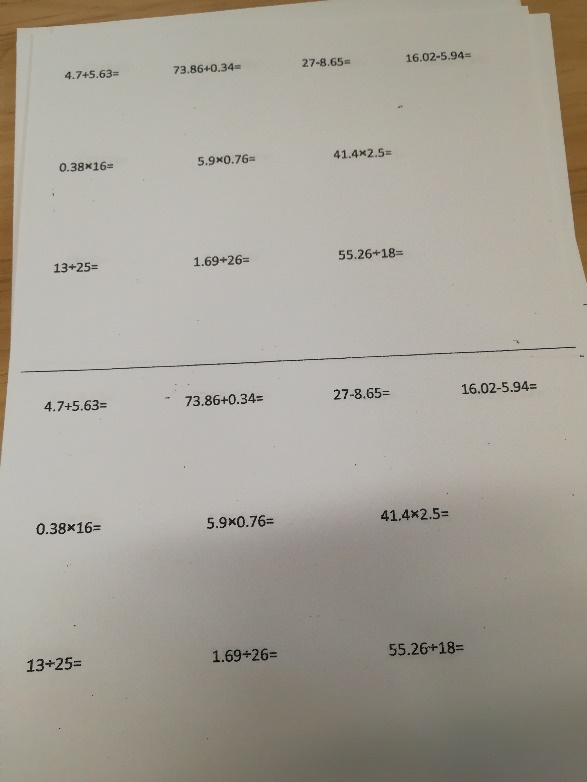 4.7+5.63= 73.86+0.34= 27-8.65= 16.02-5.94=
0.38×16= 5.9×0.76= 41.4×2.5=
13÷25= 1.69÷26= 55.26÷18=
4.7+5.63= 73.86+0.34= 27-8.65= 16.02-5.94=
0.38×16= 5.9×0.76= 41.4×2.5=
13÷25= 1.69÷26= 55.26÷18=